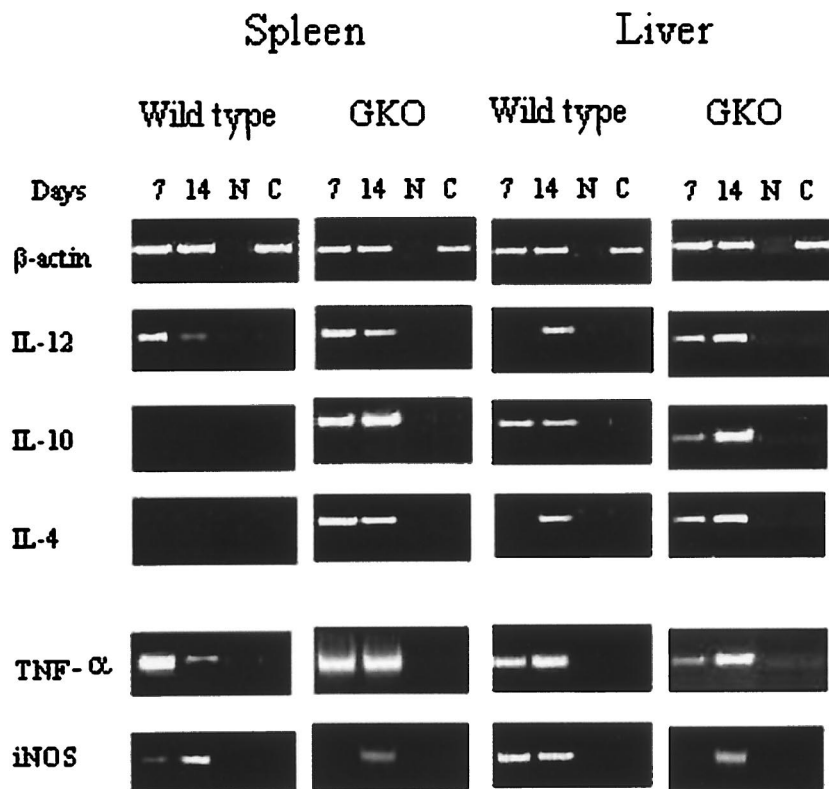 Spleen Liver
Wild type GKO Wild type GKO
Days 7 14 N C 7 14 N C 7 14 N C 7 14 N C
β-actin
IL-12
IL-10
IL-4
TNF-α
iNOS